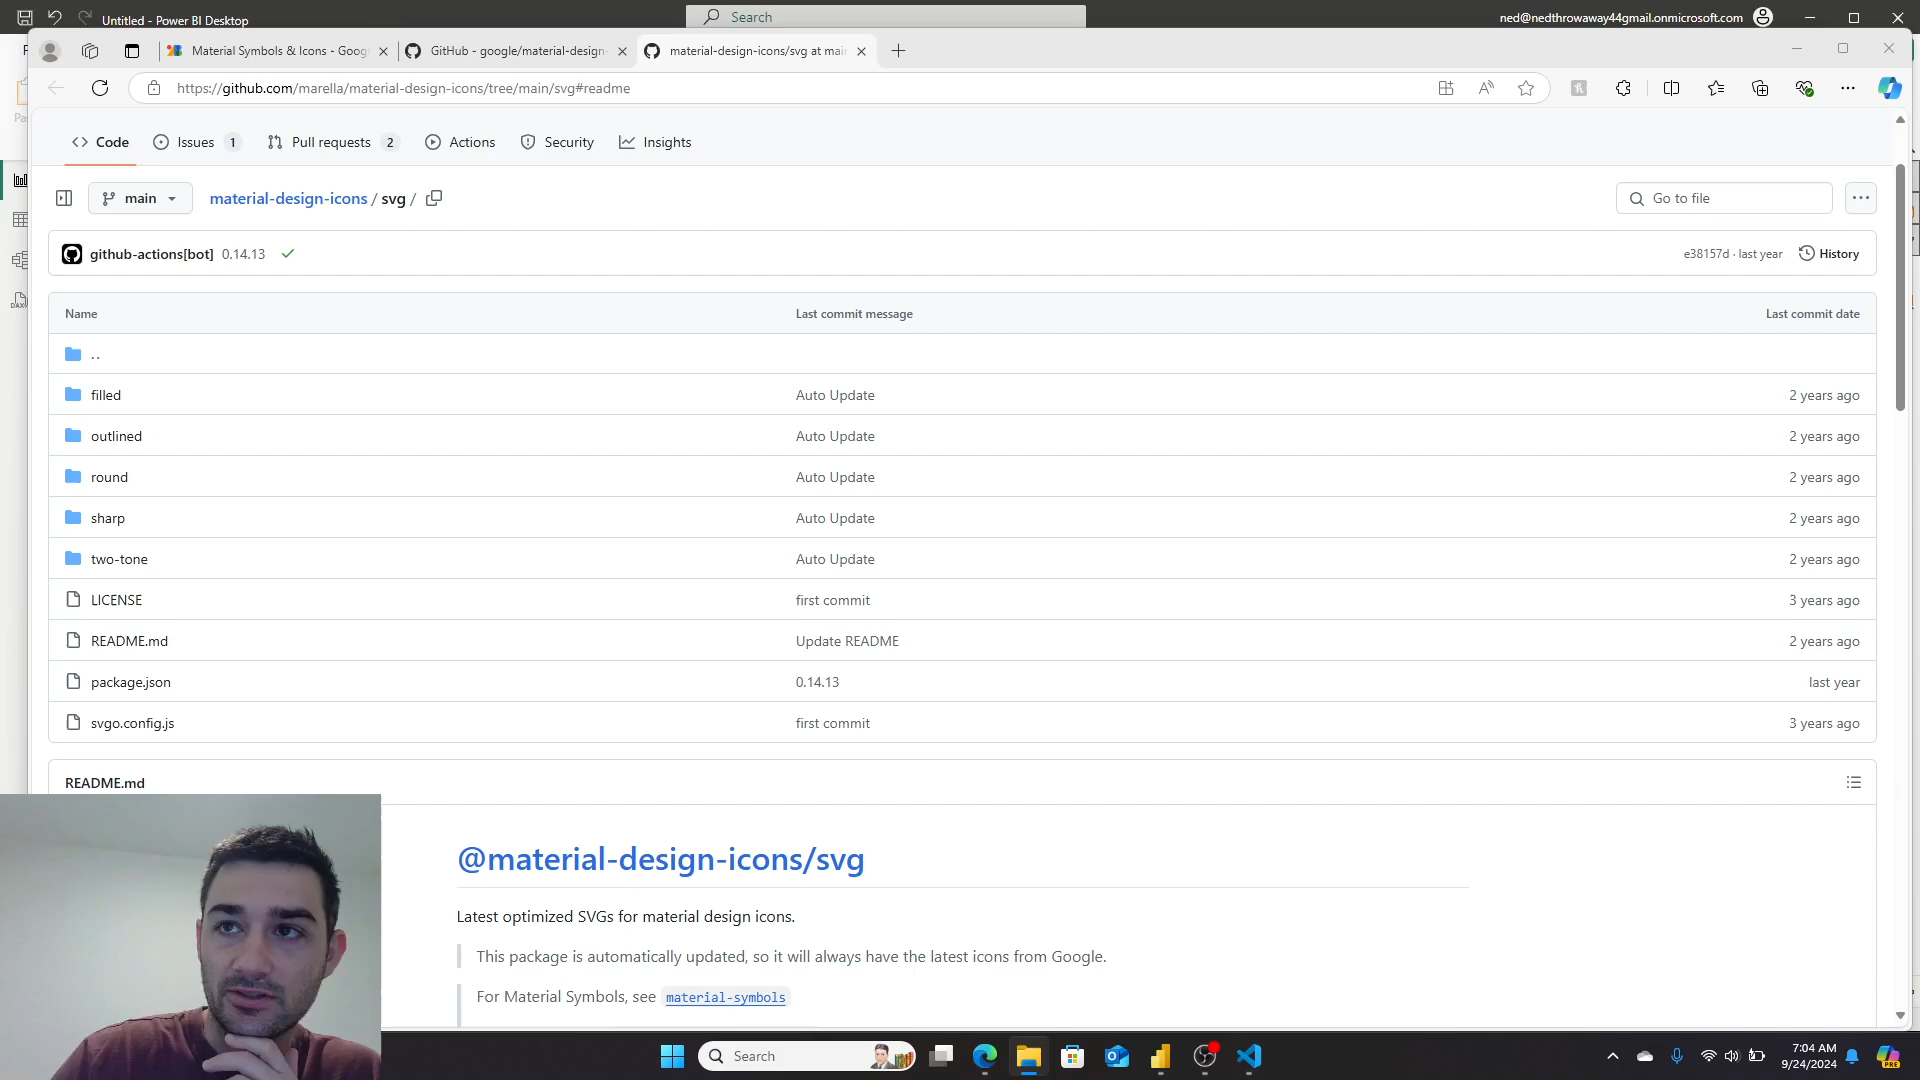 Untitled - Power BI Desktop
Search
ned@nedthrowaway44gmail.onmicrosoft.com
Material Symbols & Icons - Goog
GitHub - google/material-design-
material-design-icons/svg at mai
https://github.com/marella/material-design-icons/tree/main/svg#readme
Code
Issues 1
Pull requests 2
Actions
Security
Insights
main
material-design-icons / svg /
Go to file
github-actions[bot] 0.14.13
e38157d · last year
History
Name Last commit message Last commit date
..
filled Auto Update 2 years ago
outlined Auto Update 2 years ago
round Auto Update 2 years ago
sharp Auto Update 2 years ago
two-tone Auto Update 2 years ago
LICENSE first commit 3 years ago
README.md Update README 2 years ago
package.json 0.14.13 last year
svgo.config.js first commit 3 years ago
README.md
@material-design-icons/svg
Latest optimized SVGs for material design icons.
This package is automatically updated, so it will always have the latest icons from Google.
For Material Symbols, see material-symbols
Search
7:04 AM
9/24/2024